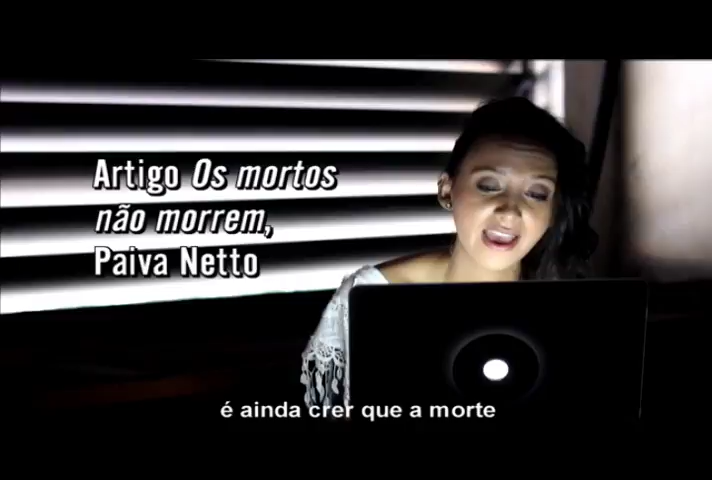 Artigo Os mortos
não morrem,
Paiva Netto
é ainda crer que a morte